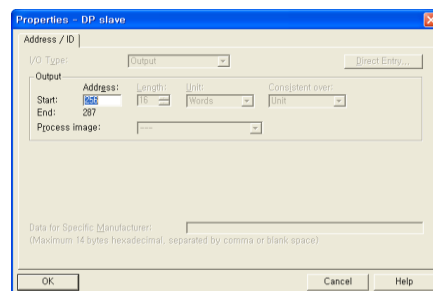 Properties - DP slave
Address / ID
I/O Type: Output Direct Entry...
Output
Address: Length: Unit: Consistent over:
Start: 256 16 Words Unit
End: 287
Process image: ----
Data for Specific Manufacturer:
(Maximum 14 bytes hexadecimal, separated by comma or blank space)
OK Cancel Help